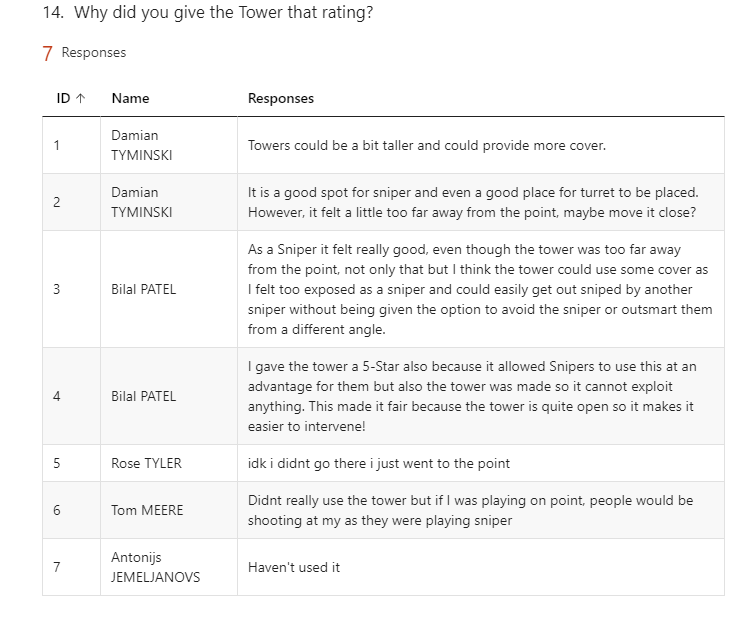 14. Why did you give the Tower that rating?
7 Responses
ID ↑ Name Responses
1
Damian
TYMINSKI
Towers could be a bit taller and could provide more cover.
2
Damian
TYMINSKI
It is a good spot for sniper and even a good place for turret to be placed.
However, it felt a little too far away from the point, maybe move it close?
3
Bilal PATEL
As a Sniper it felt really good, even though the tower was too far away
from the point, not only that but I think the tower could use some cover as
I felt too exposed as a sniper and could easily get out sniped by another
sniper without being given the option to avoid the sniper or outsmart them
from a different angle.
4
Bilal PATEL
I gave the tower a 5-Star also because it allowed Snipers to use this at an
advantage for them but also the tower was made so it cannot exploit
anything. This made it fair because the tower is quite open so it makes it
easier to intervene!
5
Rose TYLER
idk i didnt go there i just went to the point
6
Tom MEERE
Didnt really use the tower but if I was playing on point, people would be
shooting at my as they were playing sniper
7
Antonijs
JEMELJANOVS
Haven't used it